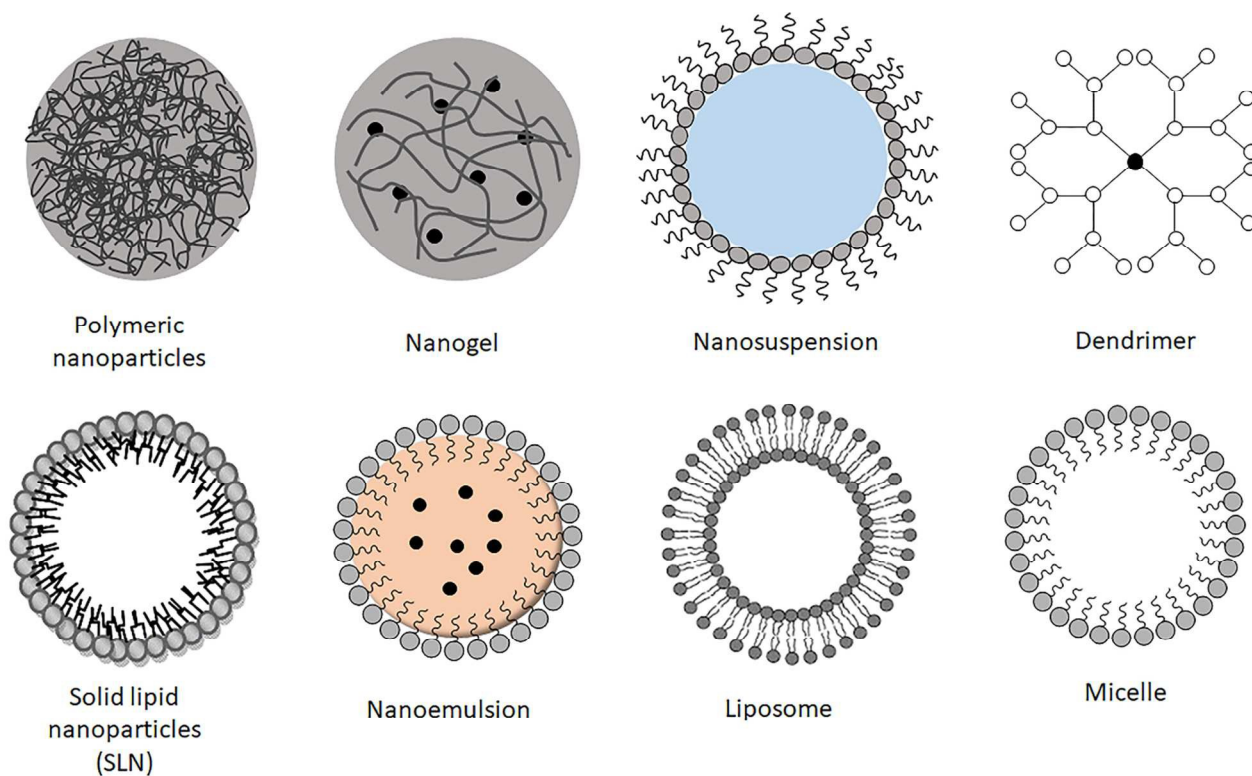 Polymeric
nanoparticles
Nanogel
Nanosuspension
Dendrimer
Solid lipid
nanoparticles
(SLN)
Nanoemulsion
Liposome
Micelle